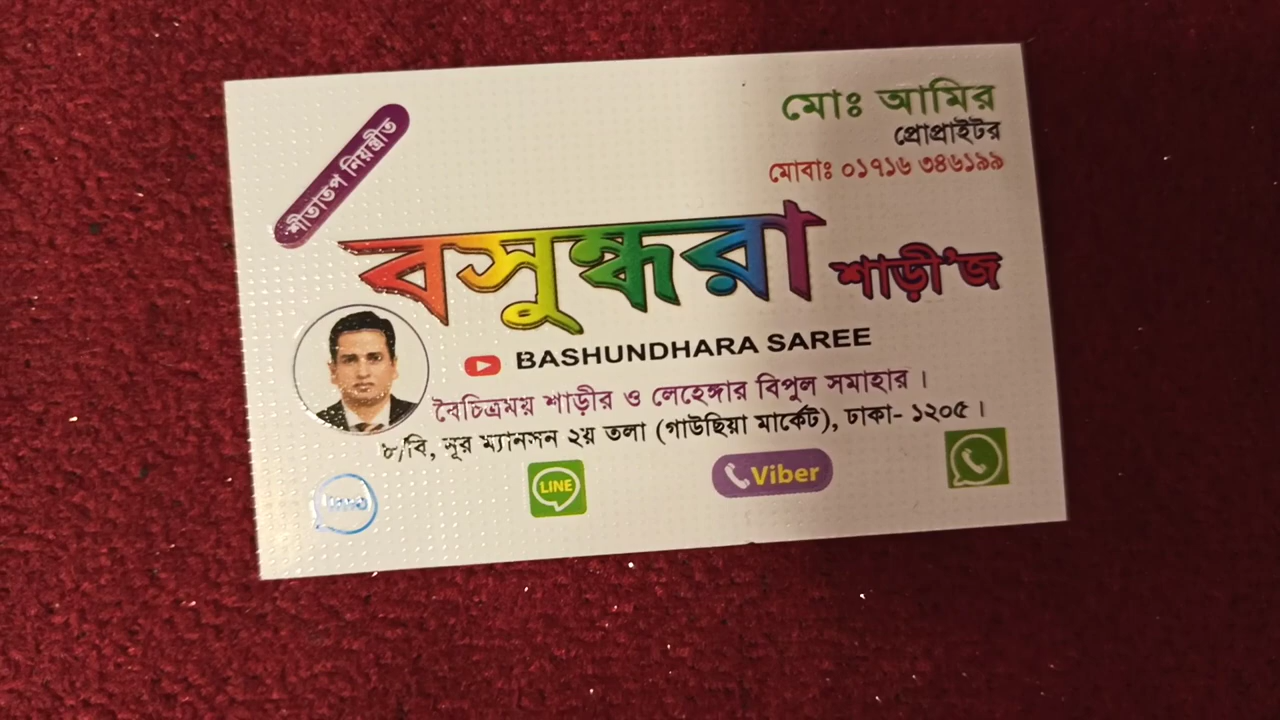 মোঃ আমির
প্রোপ্রাইটর
মোবাঃ ০১৭১৬ ৩৪৬১৯৯
শীতাতপ নিয়ন্ত্রীত
বসুন্ধরা শাড়ী'জ
BASHUNDHARA SAREE
বৈচিত্রময় শাড়ীর ও লেহেঙ্গার বিপুল সমাহার ।
৮/বি, নূর ম্যানসন ২য় তলা (গাউছিয়া মার্কেট), ঢাকা- ১২০৫ ।
imo
LINE
Viber